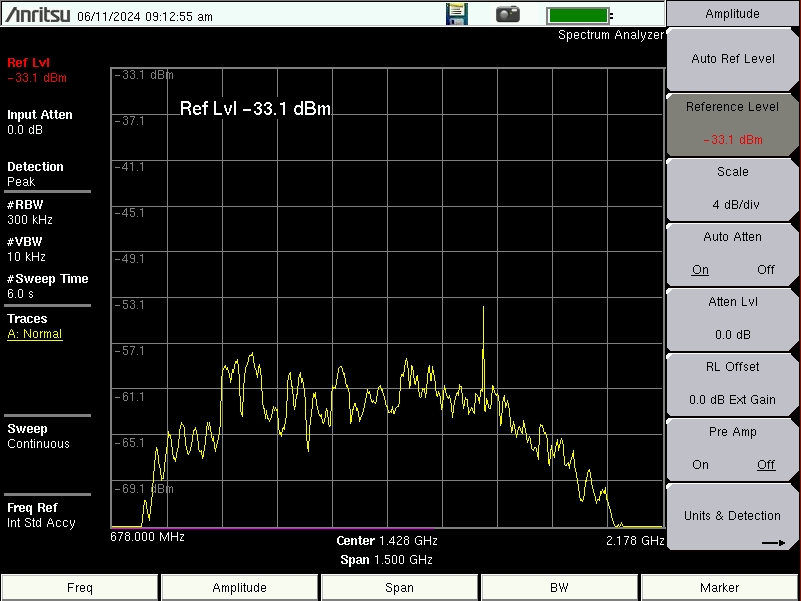 Anritsu 06/11/2024 09:12:55 am
Spectrum Analyzer
Ref Lvl
-33.1 dBm
Input Atten
0.0 dB
Detection
Peak
#RBW
300 kHz
#VBW
10 kHz
#Sweep Time
6.0 s
Traces
A: Normal
Sweep
Continuous
Freq Ref
Int Std Accy
-33.1 dBm
Ref Lvl -33.1 dBm
-37.1
-41.1
-45.1
-49.1
-53.1
-57.1
-61.1
-65.1
-69.1 dBm
678.000 MHz
Center 1.428 GHz
2.178 GHz
Span 1.500 GHz
Amplitude
Auto Ref Level
Reference Level
-33.1 dBm
Scale
4 dB/div
Auto Atten
On Off
Atten Lvl
0.0 dB
RL Offset
0.0 dB Ext Gain
Pre Amp
On Off
Units & Detection
Freq
Amplitude
Span
BW
Marker